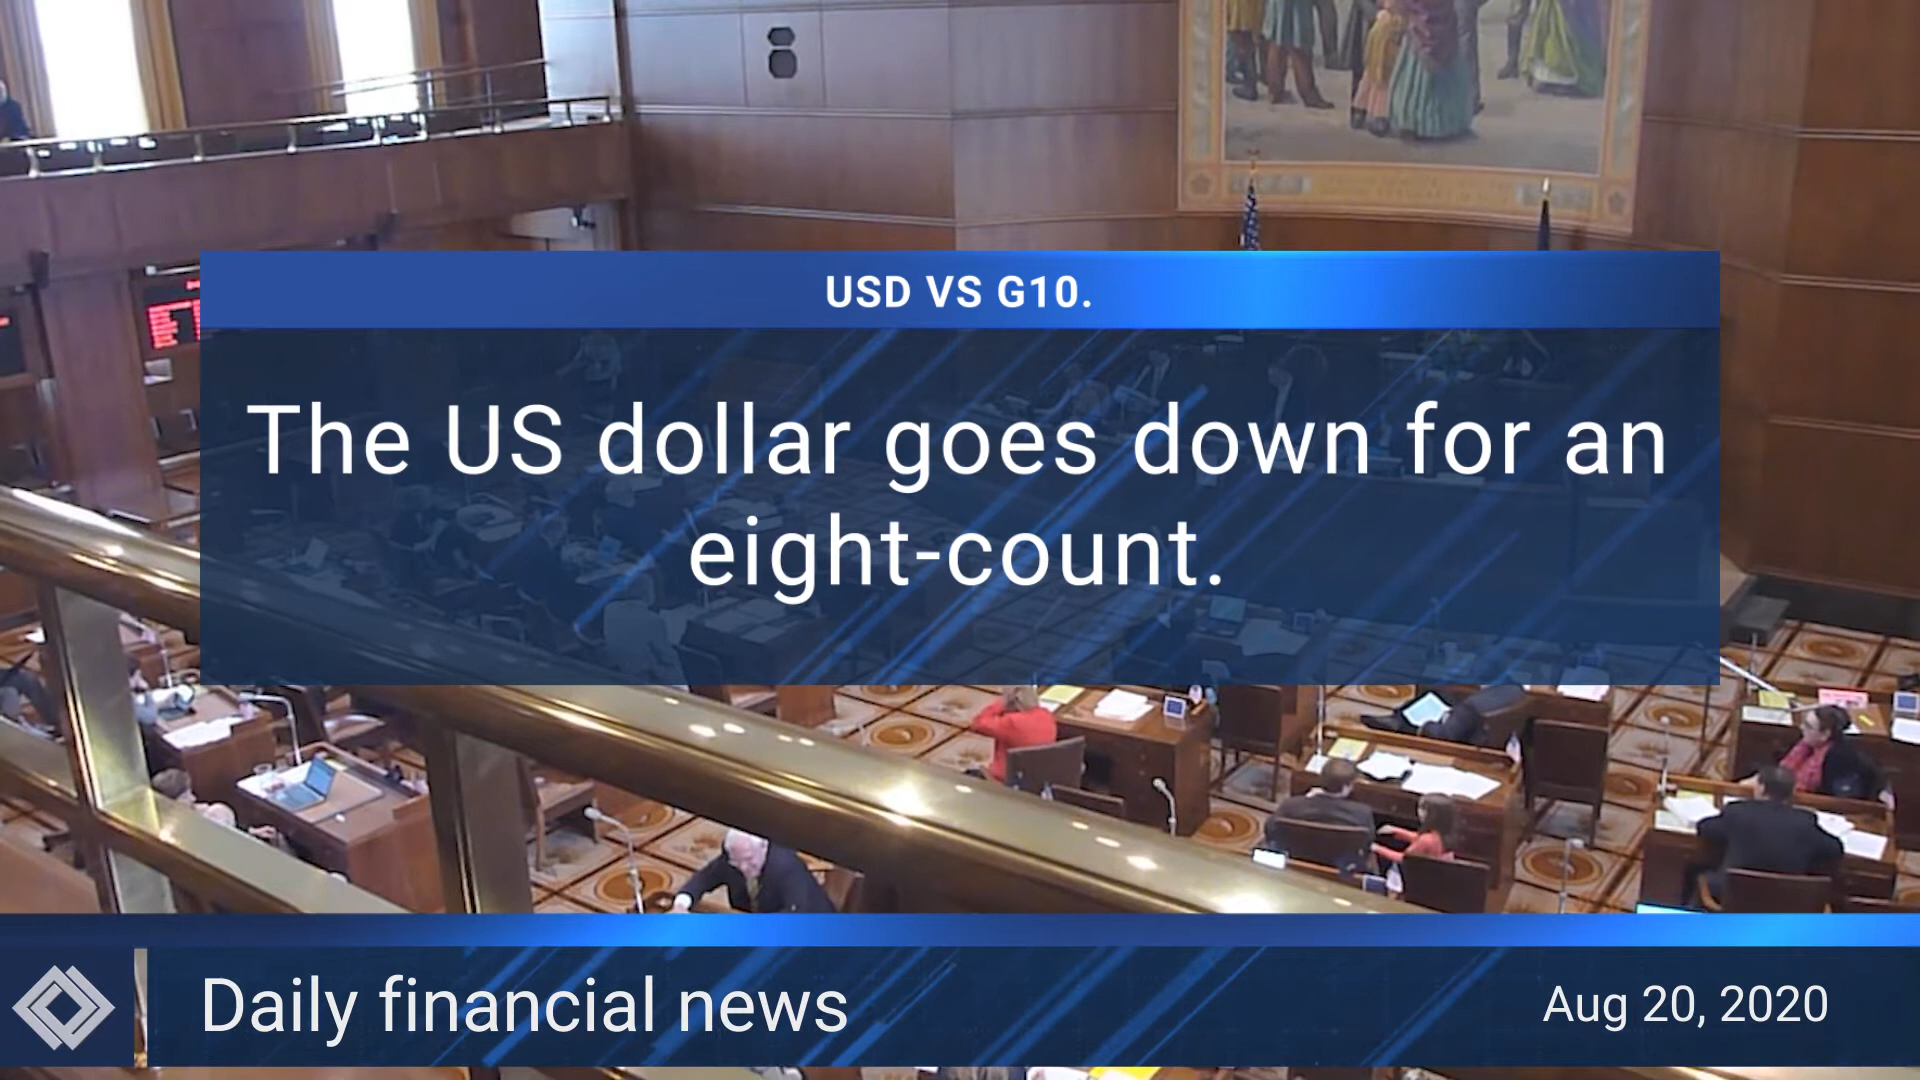 USD VS G10.
The US dollar goes down for an
eight-count.
Daily financial news
Aug 20, 2020